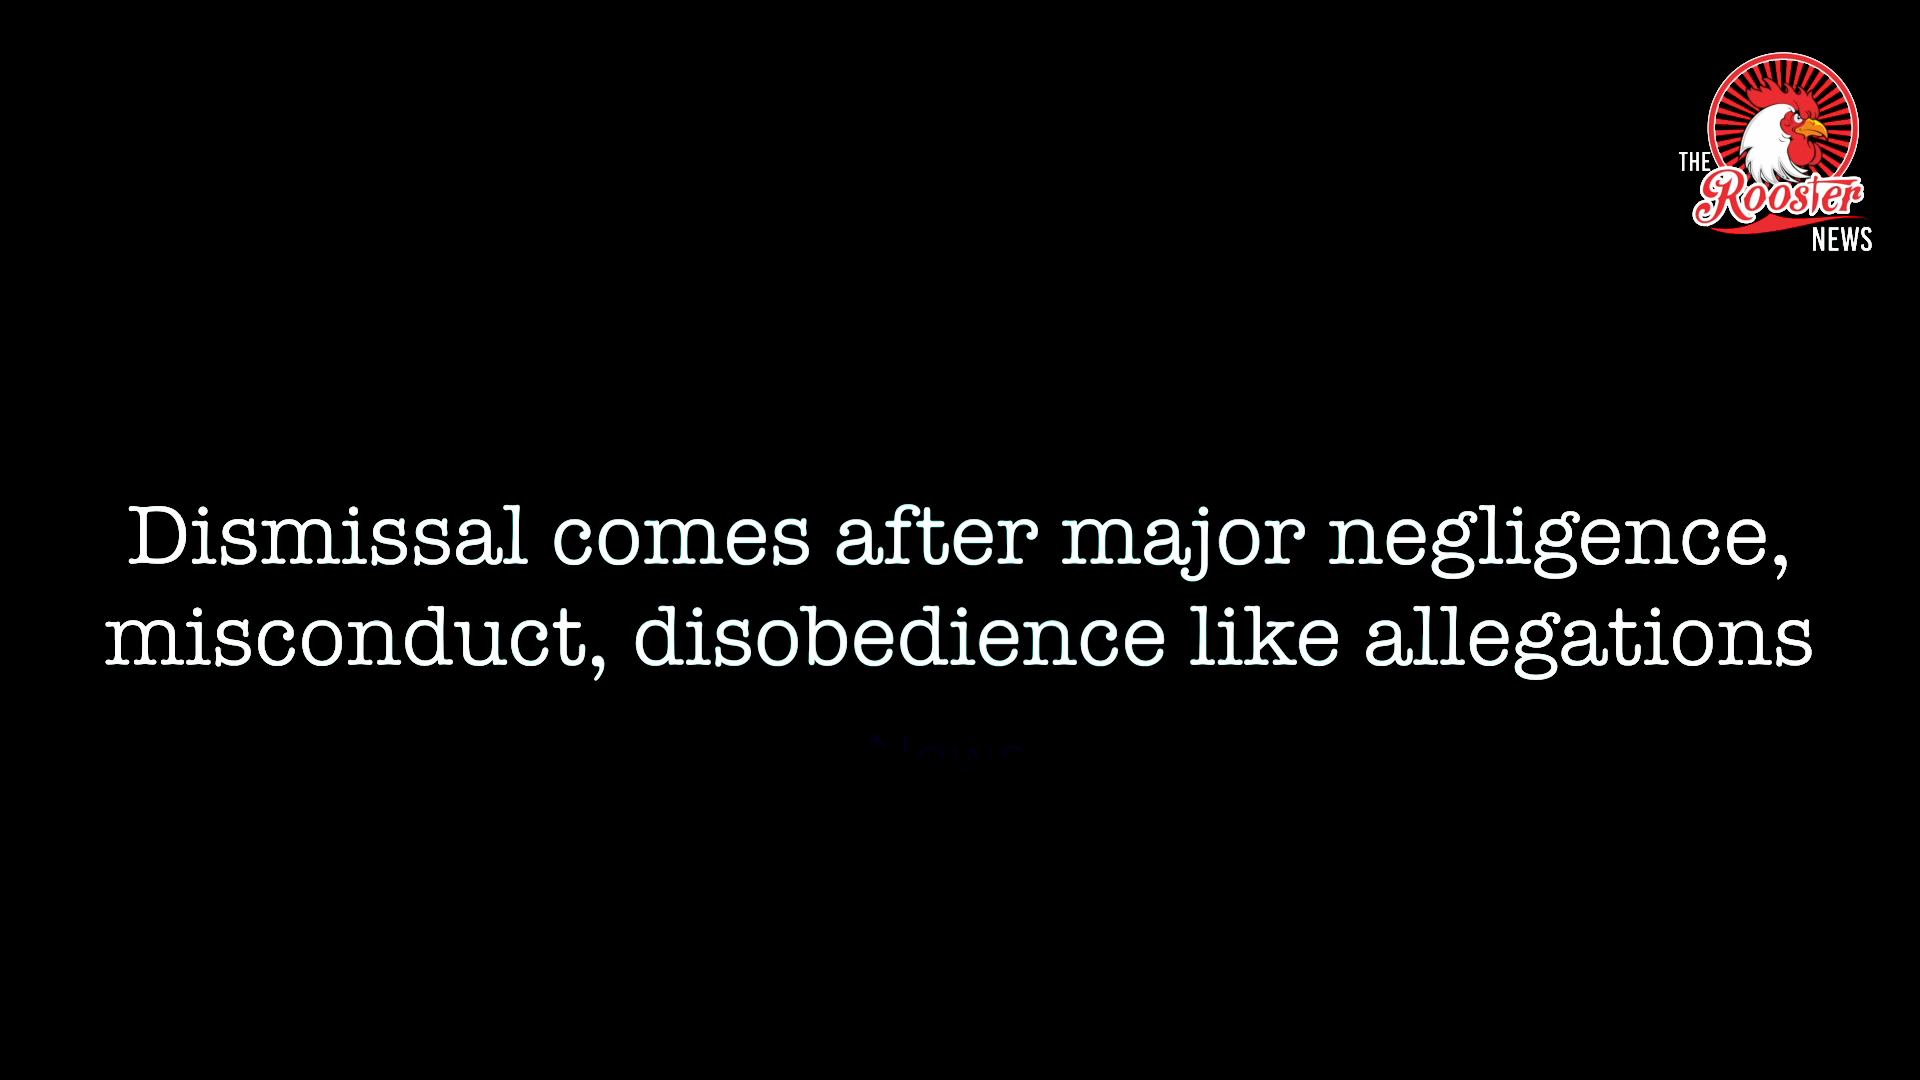 THE
Rooster
NEWS
Dismissal comes after major negligence,
misconduct, disobedience like allegations